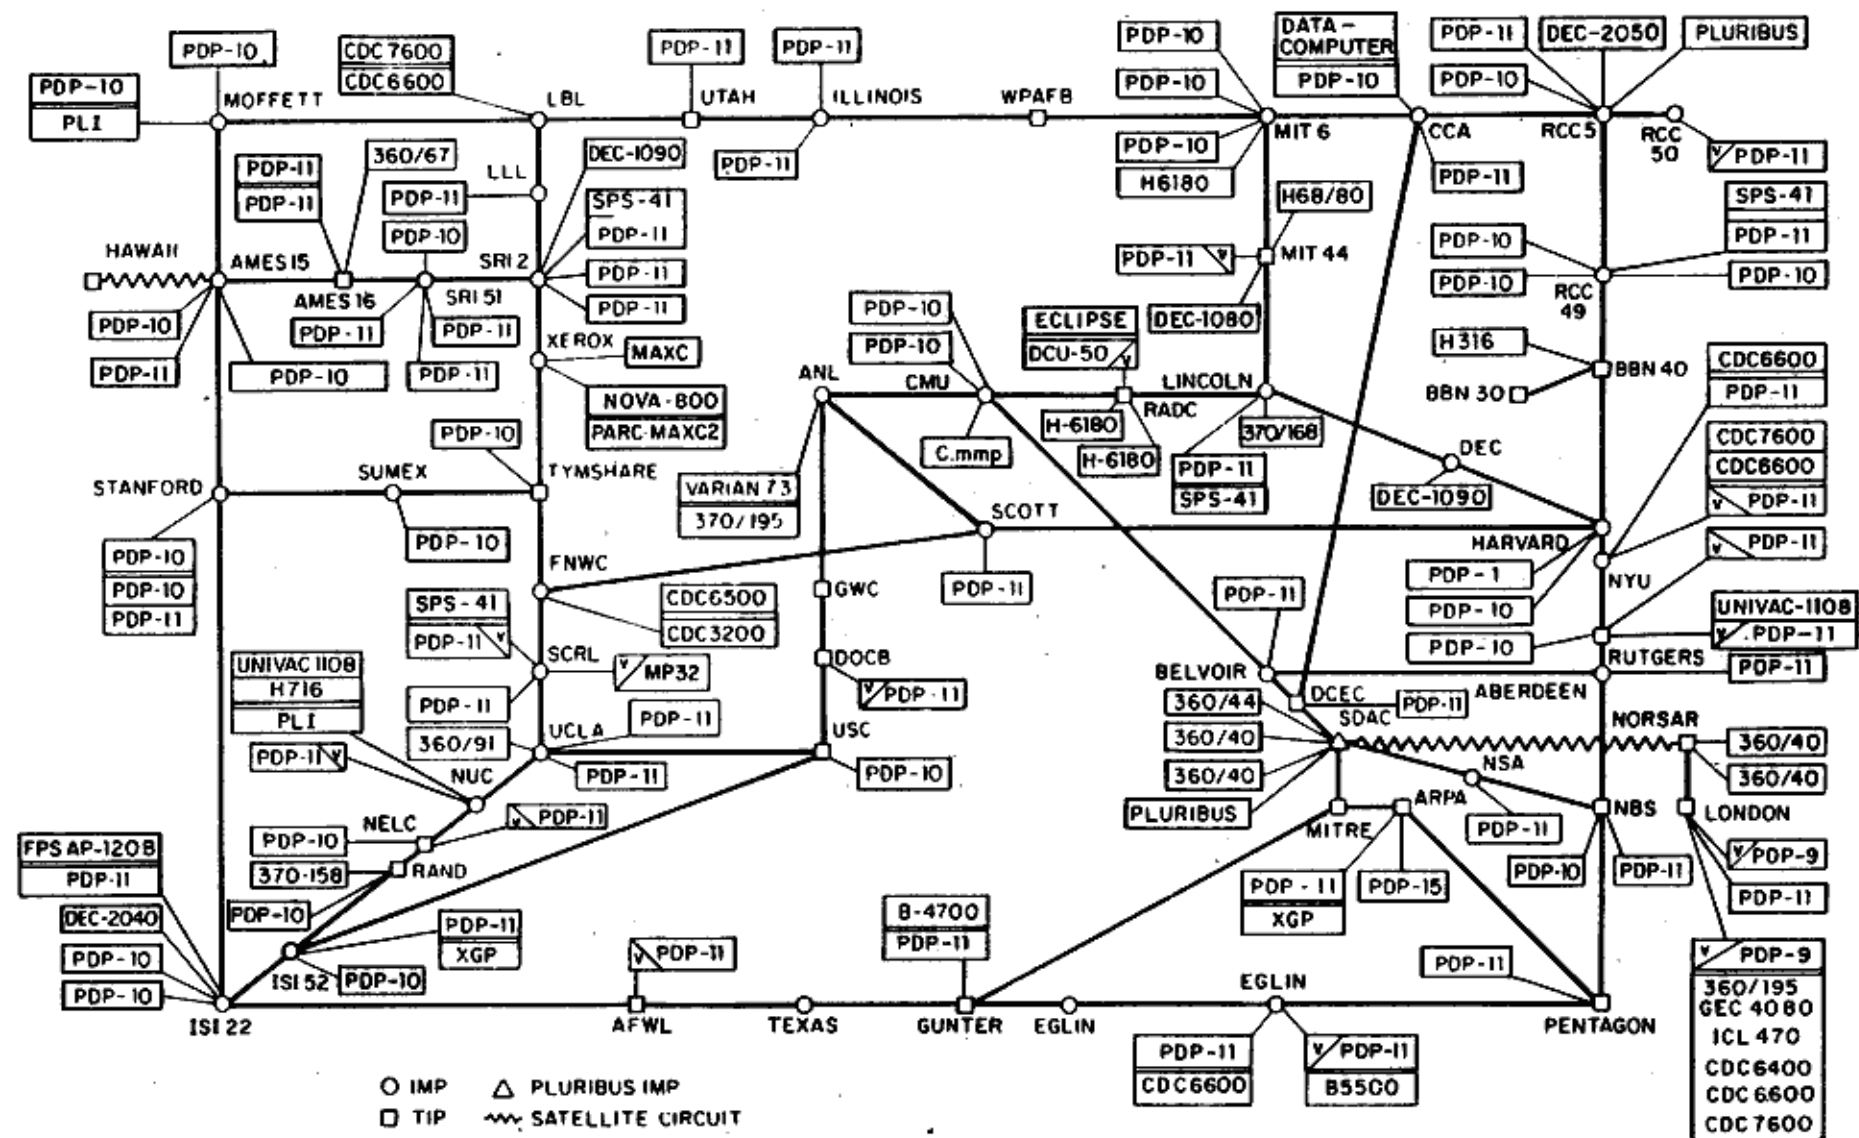 PDP-10
CDC 7600
CDC 6600
PDP-11
PDP-11
PDP-10
DATA-
COMPUTER
PDP-10
PDP-11
DEC-2050
PLURIBUS
PDP-10
PLI
MOFFETT
LBL
UTAH
ILLINOIS
WPAFB
PDP-10
PDP-10
MIT 6
CCA
RCC5
RCC
50
PDP-11
PDP-11
360/67
DEC-1090
PDP-11
PDP-10
H6180
PDP-11
V PDP-11
LLL
PDP-11
PDP-11
PDP-10
SPS-41
PDP-11
H68/80
SPS-41
PDP-11
HAWAII
AMES 15
AMES 16
SRI 51
SRI 2
PDP-11
PDP-11
PDP-11 V
MIT 44
PDP-10
PDP-10
PDP-10
RCC
49
PDP-10
PDP-11
PDP-10
PDP-11
PDP-11
PDP-11
XEROX
MAXC
PDP-10
PDP-10
ECLIPSE
DCU-50 V
DEC-1080
H316
BBN 40
BBN 30
CDC6600
PDP-11
NOVA-800
PARC-MAXC2
ANL
CMU
RADC
LINCOLN
H-6180
H-6180
370/168
C.mmp
PDP-11
SPS-41
DEC
DEC-1090
CDC7600
CDC6600
V PDP-11
PDP-10
TYMSHARE
STANFORD
SUMEX
PDP-10
VARIAN 73
370/195
SCOTT
PDP-11
HARVARD
V PDP-11
PDP-10
PDP-10
PDP-11
FNWC
CDC6500
CDC3200
GWC
PDP-1
PDP-10
NYU
SPS-41
PDP-11 V
SCRL
V MP32
PDP-11
PDP-10
UNIVAC-1108
V PDP-11
RUTGERS
UNIVAC 1108
H716
PLI
PDP-11
DOCB
V PDP-11
BELVOIR
ABERDEEN
PDP-11
360/44
DCEC
PDP-11
SDAC
NORSAR
360/91
UCLA
PDP-11
PDP-11
USC
PDP-10
360/40
360/40
PLURIBUS
360/40
360/40
PDP-11 V
NUC
NSA
PDP-11
NELC
PDP-10
V PDP-11
MITRE
ARPA
NBS
LONDON
FPS AP-120B
PDP-11
370-158
RAND
PDP-10
PDP-11
XGP
PDP-15
PDP-10
PDP-11
V PDP-9
PDP-11
DEC-2040
PDP-10
PDP-10
PDP-11
XGP
ISI 52
PDP-10
V PDP-11
B-4700
PDP-11
PDP-11
V PDP-9
360/195
GEC 4080
ICL 470
CDC6400
CDC6600
CDC7600
ISI 22
AFWL
TEXAS
GUNTER
EGLIN
EGLIN
PENTAGON
PDP-11
CDC6600
V PDP-11
B5500
IMP
PLURIBUS IMP
TIP
SATELLITE CIRCUIT